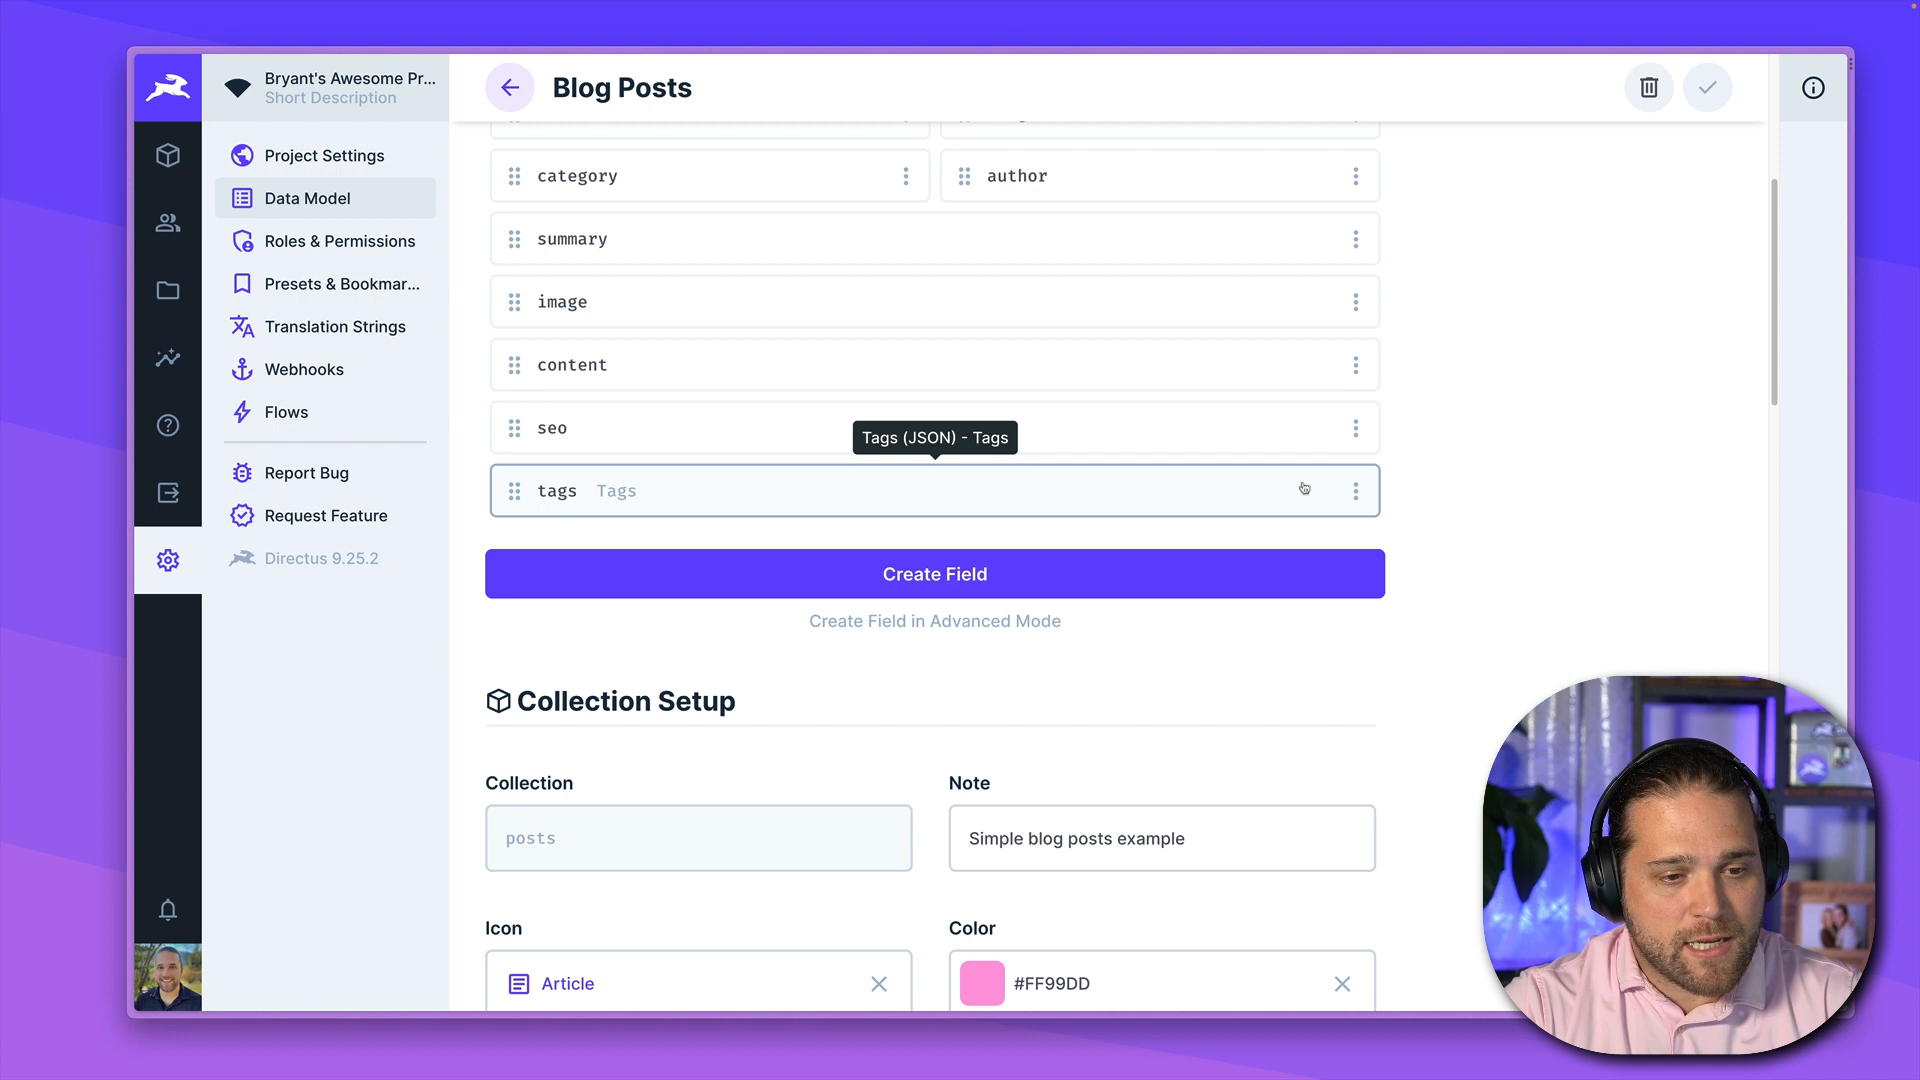 Bryant's Awesome Pr...
Short Description
Blog Posts
Project Settings
Data Model
Roles & Permissions
Presets & Bookmar...
Translation Strings
Webhooks
Flows
Report Bug
Request Feature
Directus 9.25.2
category
author
summary
image
content
seo
Tags (JSON) - Tags
tags Tags
Create Field
Create Field in Advanced Mode
Collection Setup
Collection
Note
posts
Simple blog posts example
Icon
Color
Article
#FF99DD